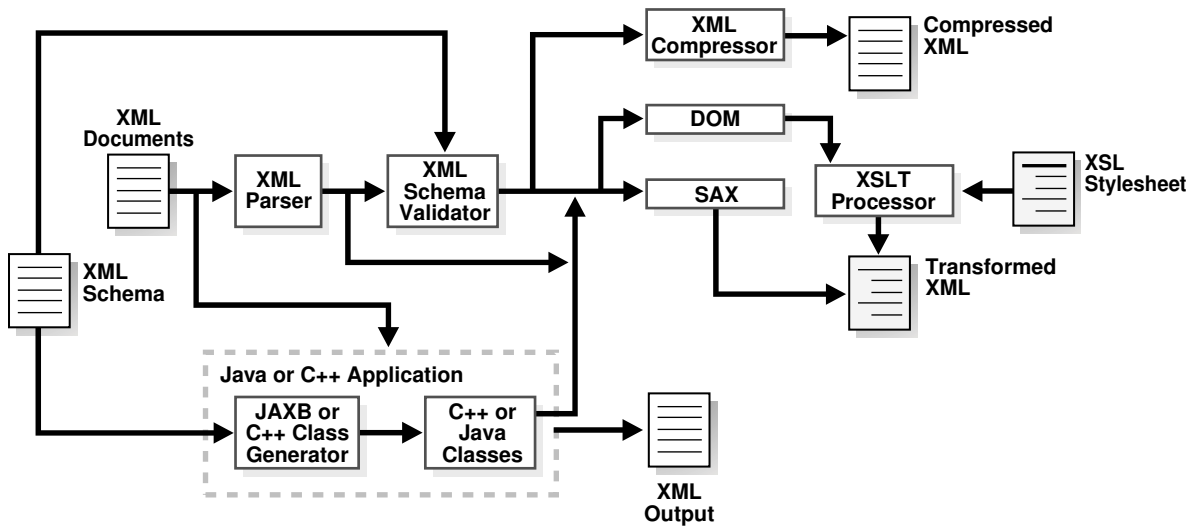 XML
Compressor
Compressed
XML
XML
Documents
DOM
XML
Parser
XML
Schema
Validator
SAX
XSLT
Processor
XSL
Stylesheet
XML
Schema
Transformed
XML
Java or C++ Application
JAXB or
C++ Class
Generator
C++ or
Java
Classes
XML
Output